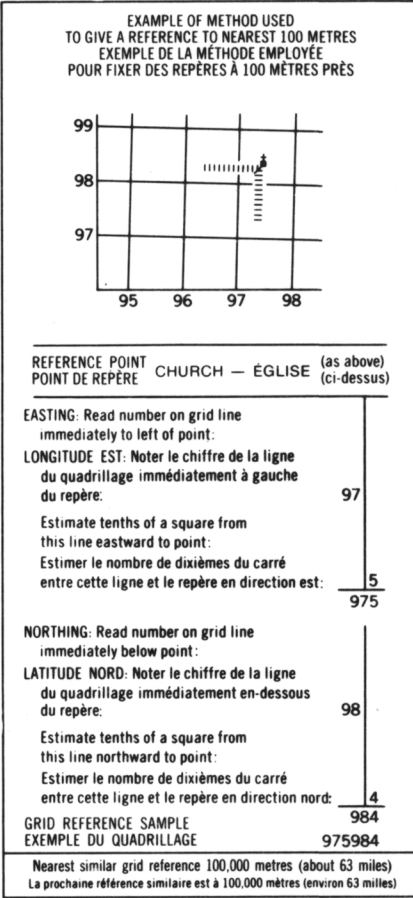 EXAMPLE OF METHOD USED
TO GIVE A REFERENCE TO NEAREST 100 METRES
EXEMPLE DE LA MÉTHODE EMPLOYÉE
POUR FIXER DES REPÈRES À 100 MÈTRES PRÈS
99
98
97
95 96 97 98
REFERENCE POINT
POINT DE REPÈRE
CHURCH — ÉGLISE
(as above)
(ci-dessus)
EASTING: Read number on grid line
immediately to left of point:
LONGITUDE EST: Noter le chiffre de la ligne
du quadrillage immédiatement à gauche
du repère: 97
Estimate tenths of a square from
this line eastward to point:
Estimer le nombre de dixièmes du carré
entre cette ligne et le repère en direction est: 5
975
NORTHING: Read number on grid line
immediately below point:
LATITUDE NORD: Noter le chiffre de la ligne
du quadrillage immédiatement en-dessous
du repère: 98
Estimate tenths of a square from
this line northward to point:
Estimer le nombre de dixièmes du carré
entre cette ligne et le repère en direction nord: 4
984
GRID REFERENCE SAMPLE
EXEMPLE DU QUADRILLAGE 975984
Nearest similar grid reference 100,000 metres (about 63 miles)
La prochaine référence similaire est à 100,000 mètres (environ 63 milles)